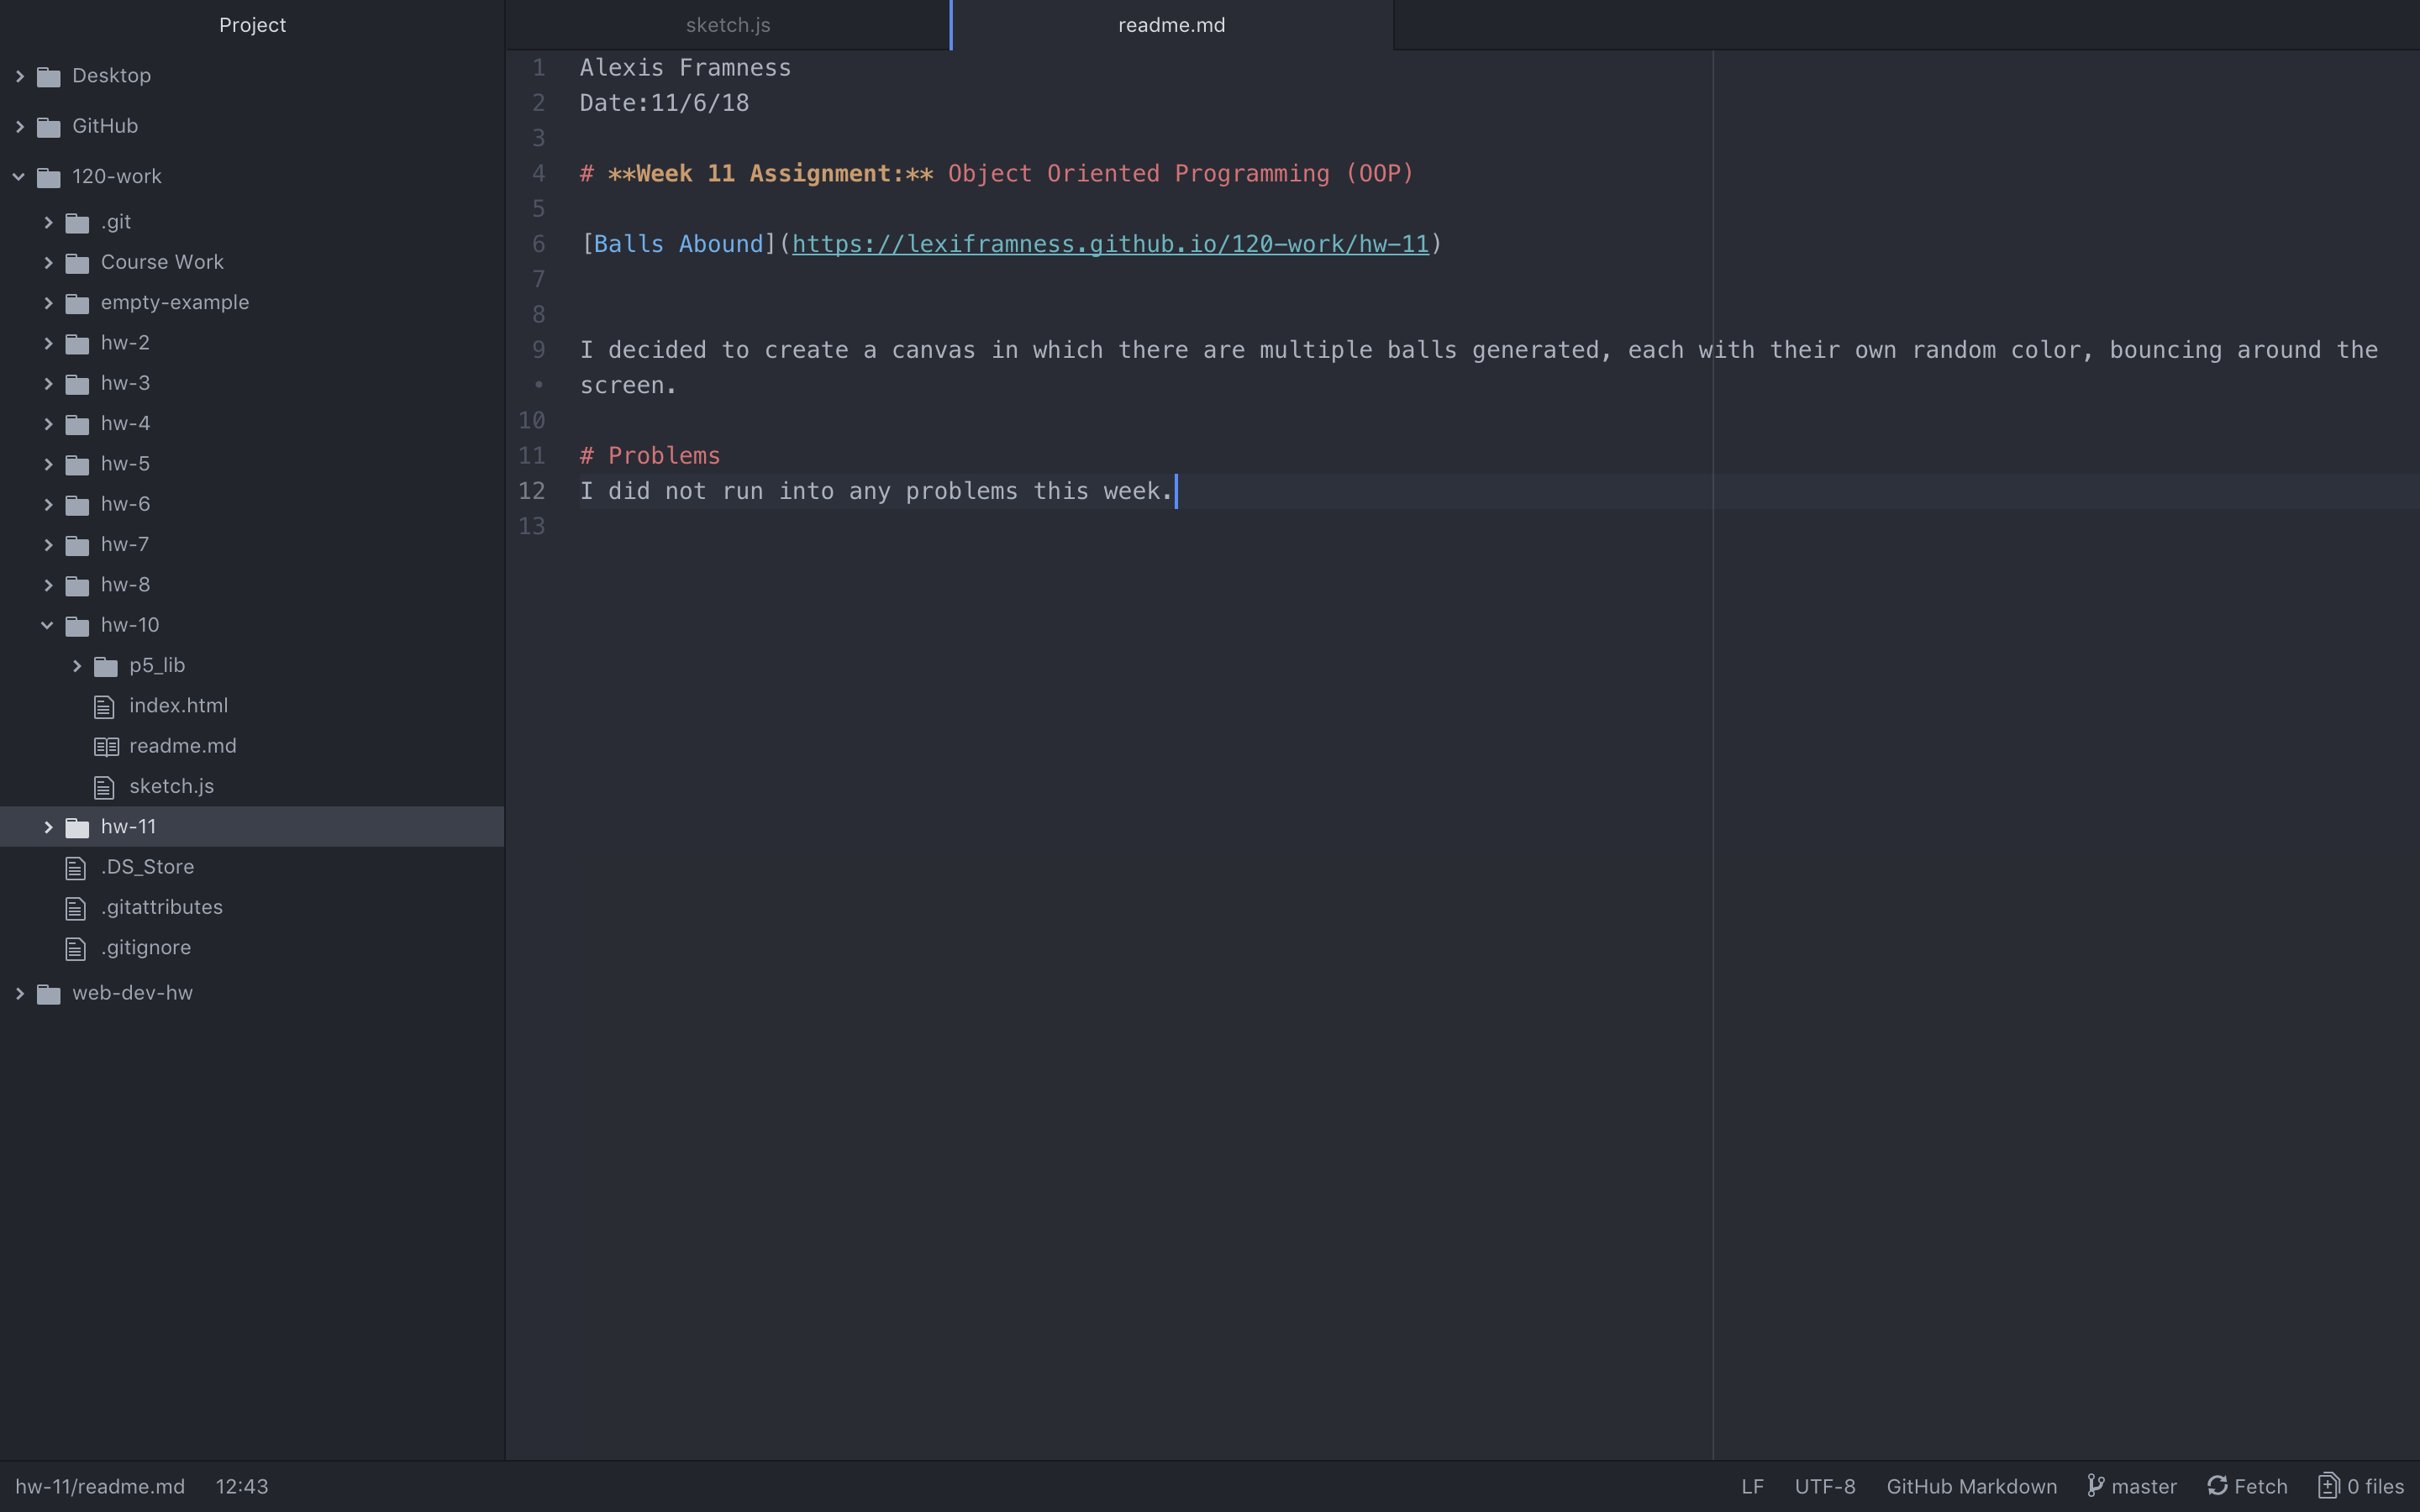 Project
Desktop
GitHub
120-work
.git
Course Work
empty-example
hw-2
hw-3
hw-4
hw-5
hw-6
hw-7
hw-8
hw-10
p5_lib
index.html
readme.md
sketch.js
hw-11
.DS_Store
.gitattributes
.gitignore
web-dev-hw
sketch.js readme.md
1 Alexis Framness
2 Date:11/6/18
3
4 # **Week 11 Assignment:** Object Oriented Programming (OOP)
5
6 [Balls Abound](https://lexiframness.github.io/120-work/hw-11)
7
8
9 I decided to create a canvas in which there are multiple balls generated, each with their own random color, bouncing around the
• screen.
10
11 # Problems
12 I did not run into any problems this week.
13
hw-11/readme.md 12:43 LF UTF-8 GitHub Markdown master Fetch 0 files